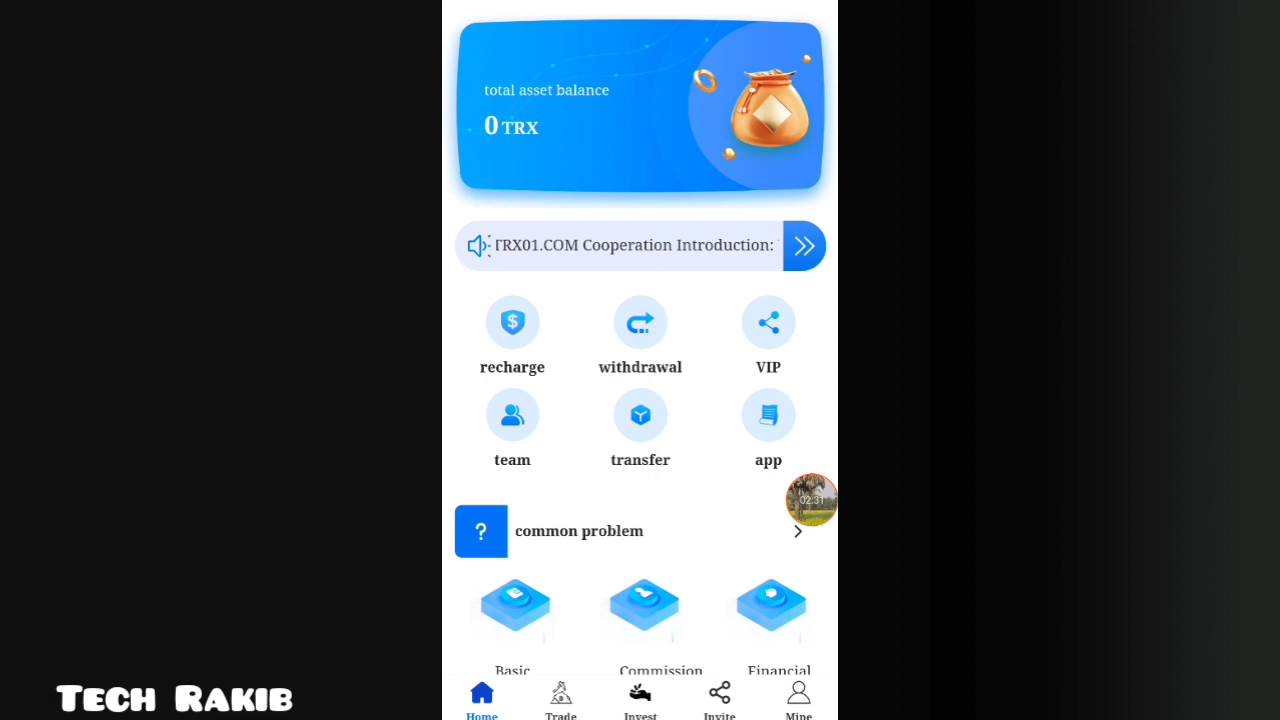 total asset balance
0 TRX
TRX01.COM Cooperation Introduction:
recharge
withdrawal
VIP
team
transfer
app
02:31
?
common problem
Basic
Commission
Financial
Home
Trade
Invest
Invite
Mine
TECH RAKIB